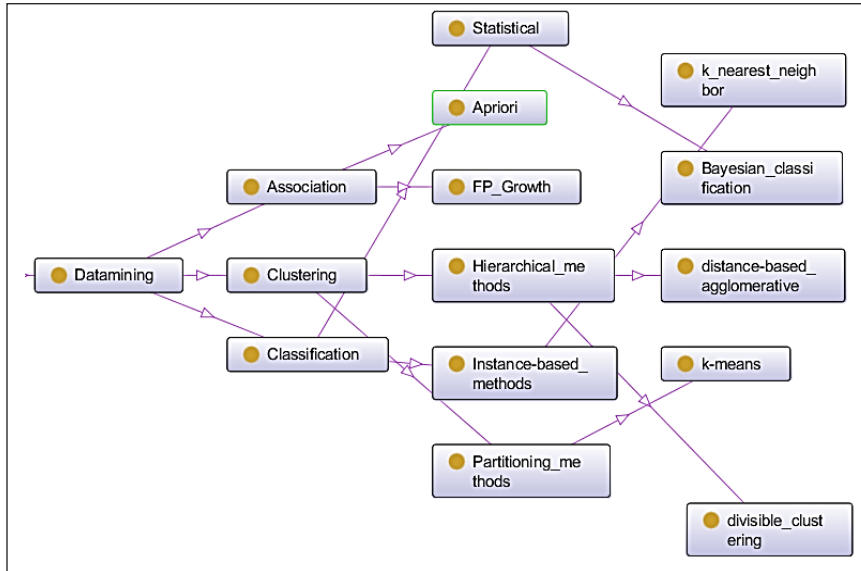 Statistical
k_nearest_neigh
bor
Apriori
Bayesian_classi
fication
Association
FP_Growth
Datamining
Clustering
Hierarchical_me
thods
distance-based_
agglomerative
Classification
Instance-based_
methods
k-means
Partitioning_me
thods
divisible_clust
ering